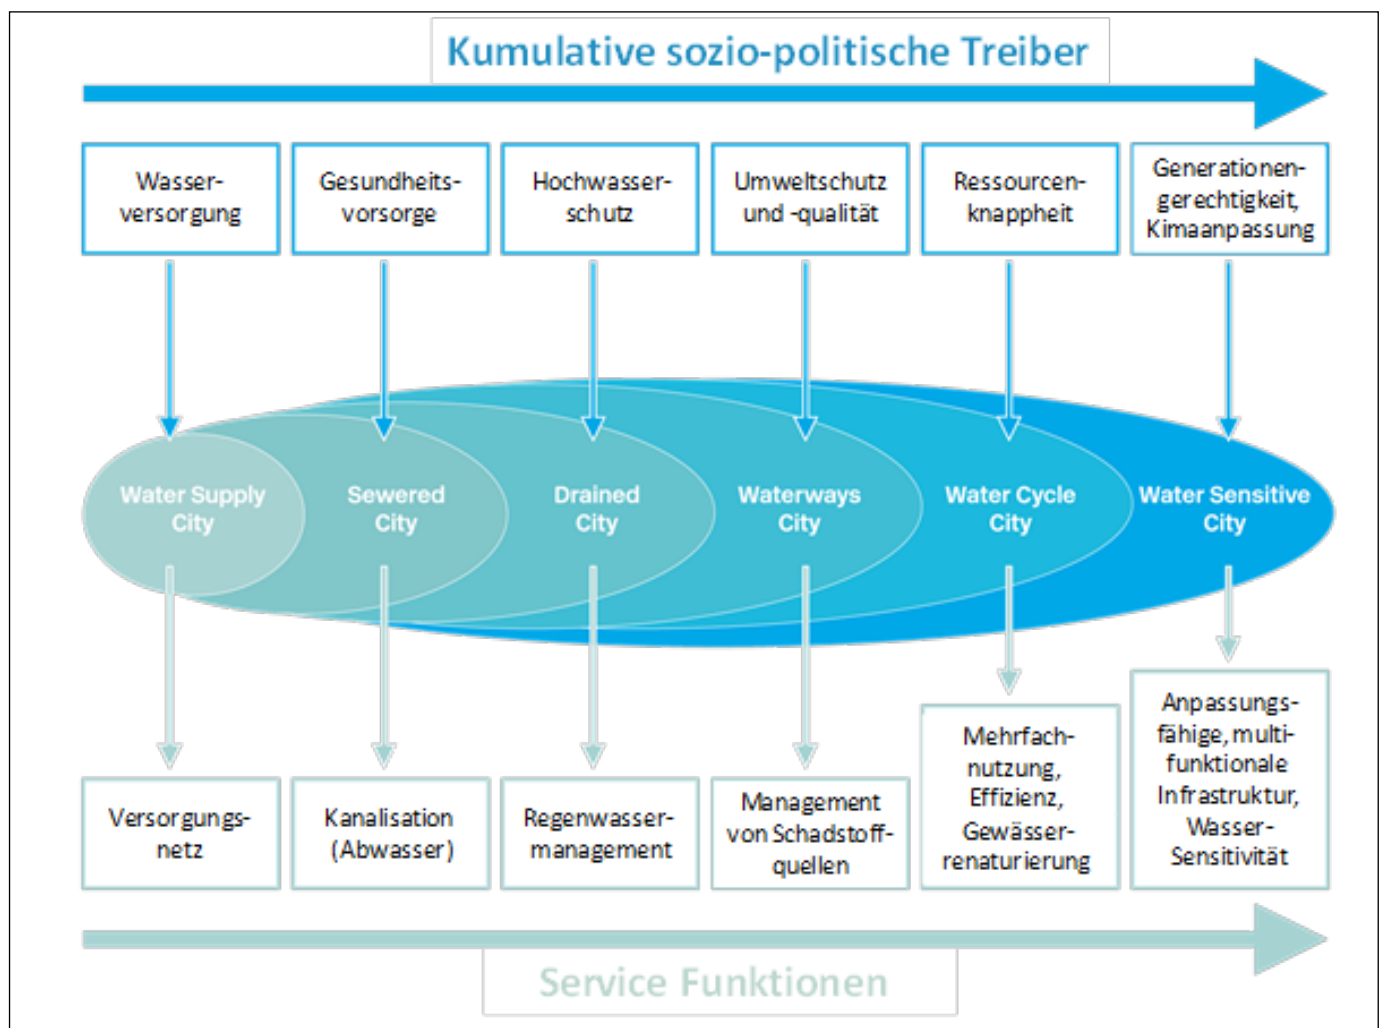 Kumulative sozio-politische Treiber
Wasser-
versorgung
Gesundheits-
vorsorge
Hochwasser-
schutz
Umweltschutz
und -qualität
Ressourcen-
knappheit
Generationen-
gerechtigkeit,
Kimaanpassung
Water Supply
City
Sewered
City
Drained
City
Waterways
City
Water Cycle
City
Water Sensitive
City
Versorgungs-
netz
Kanalisation
(Abwasser)
Regenwasser-
management
Management
von Schadstoff-
quellen
Mehrfach-
nutzung,
Effizienz,
Gewässer-
renaturierung
Anpassungs-
fähige, multi-
funktionale
Infrastruktur,
Wasser-
Sensitivität
Service Funktionen